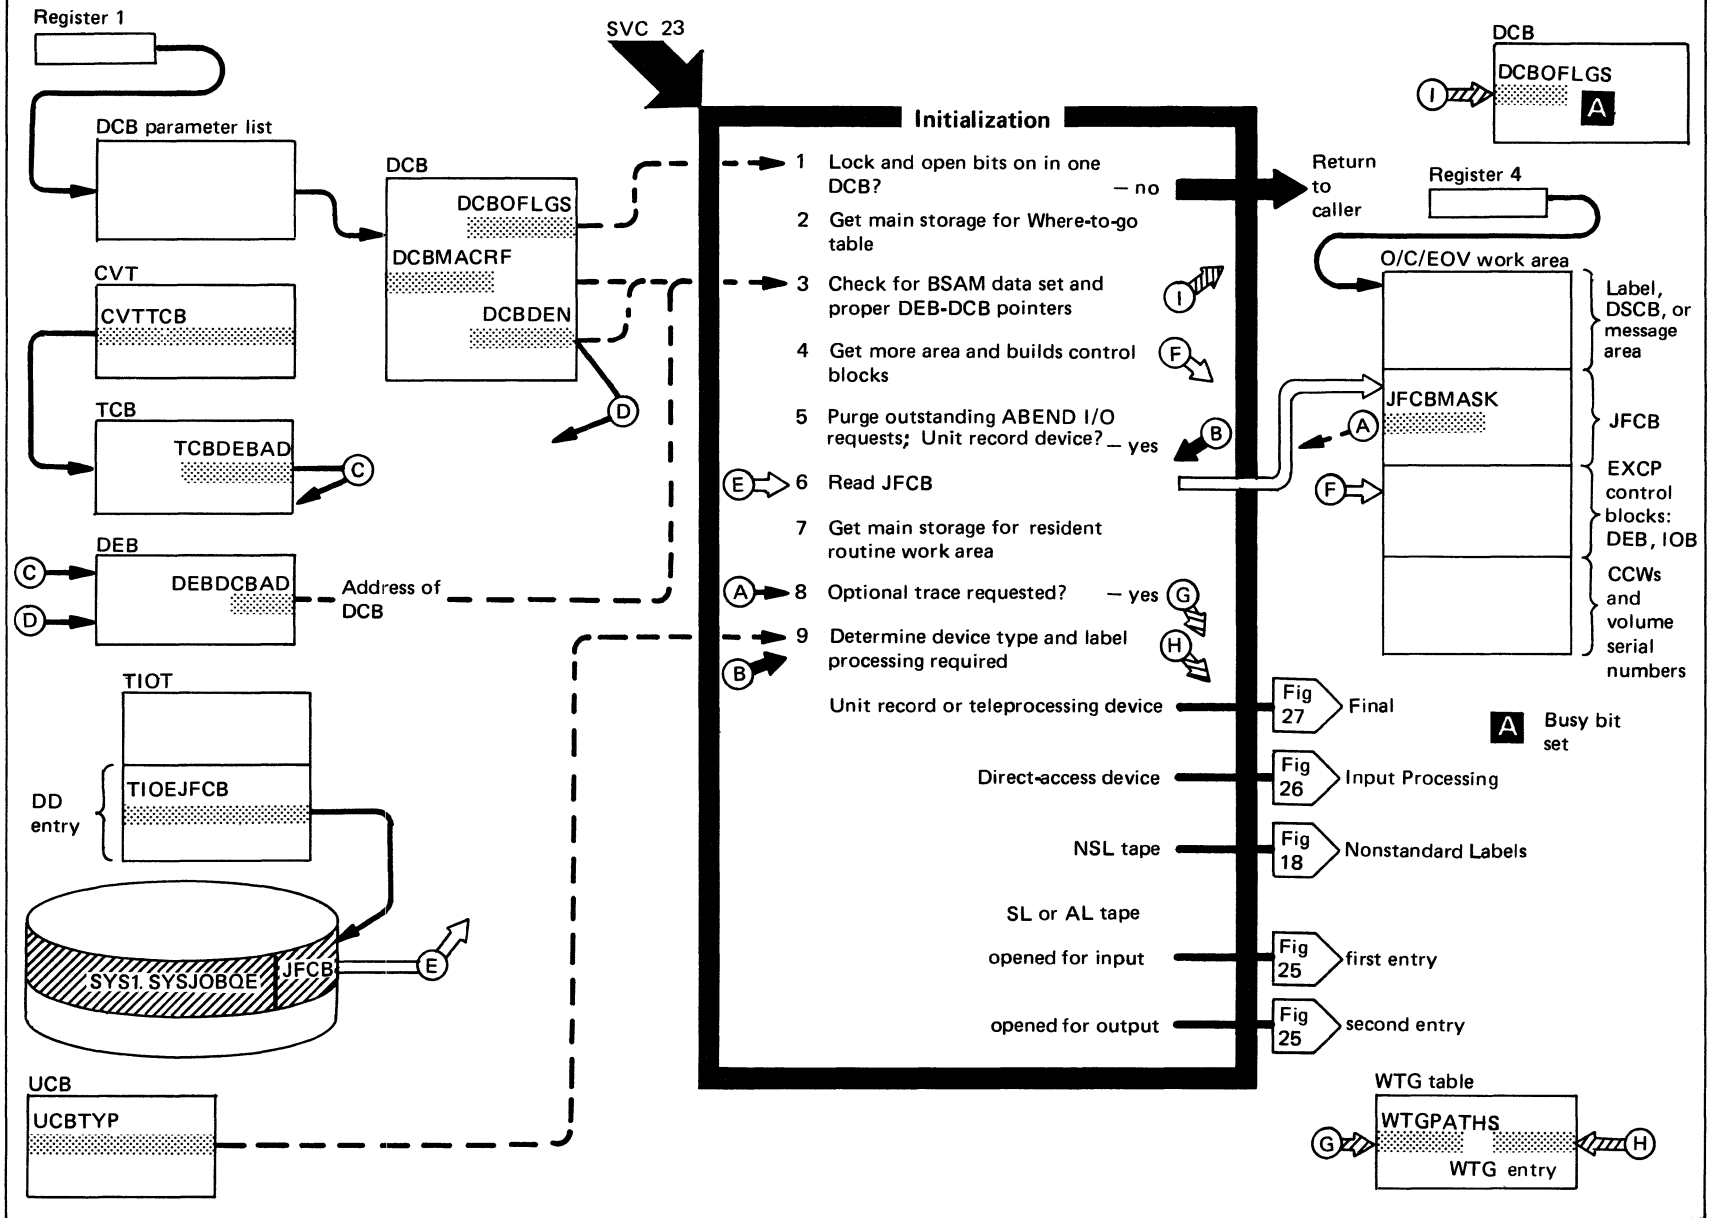 Register 1
DCB parameter list
DCB
DCBOFLGS
DCBMACRF
DCBDEN
D
CVT
CVTTCB
TCB
TCBDEBAD
C
DEB
C
D
DEBDCBAD
Address of
DCB
TIOT
DD
entry
TIOEJFCB
SYS1. SYSJOBQE
JFCB
E
UCB
UCBTYP
SVC 23
Initialization
1 Lock and open bits on in one
DCB? – no
Return
to
caller
2 Get main storage for Where-to-go
table
3 Check for BSAM data set and
proper DEB-DCB pointers
I
4 Get more area and builds control
blocks
F
5 Purge outstanding ABEND I/O
requests; Unit record device? – yes
B
E
6 Read JFCB
7 Get main storage for resident
routine work area
A
8 Optional trace requested? – yes
G
9 Determine device type and label
processing required
B
H
Unit record or teleprocessing device
Fig
27
Final
Direct-access device
Fig
26
Input Processing
NSL tape
Fig
18
Nonstandard Labels
SL or AL tape
opened for input
Fig
25
first entry
opened for output
Fig
25
second entry
DCB
DCBOFLGS
I
A
Register 4
O/C/EOV work area
Label,
DSCB, or
message
area
JFCBMASK
A
JFCB
F
EXCP
control
blocks:
DEB, IOB
CCWs
and
volume
serial
numbers
A
Busy bit
set
WTG table
WTGPATHS
G
H
WTG entry